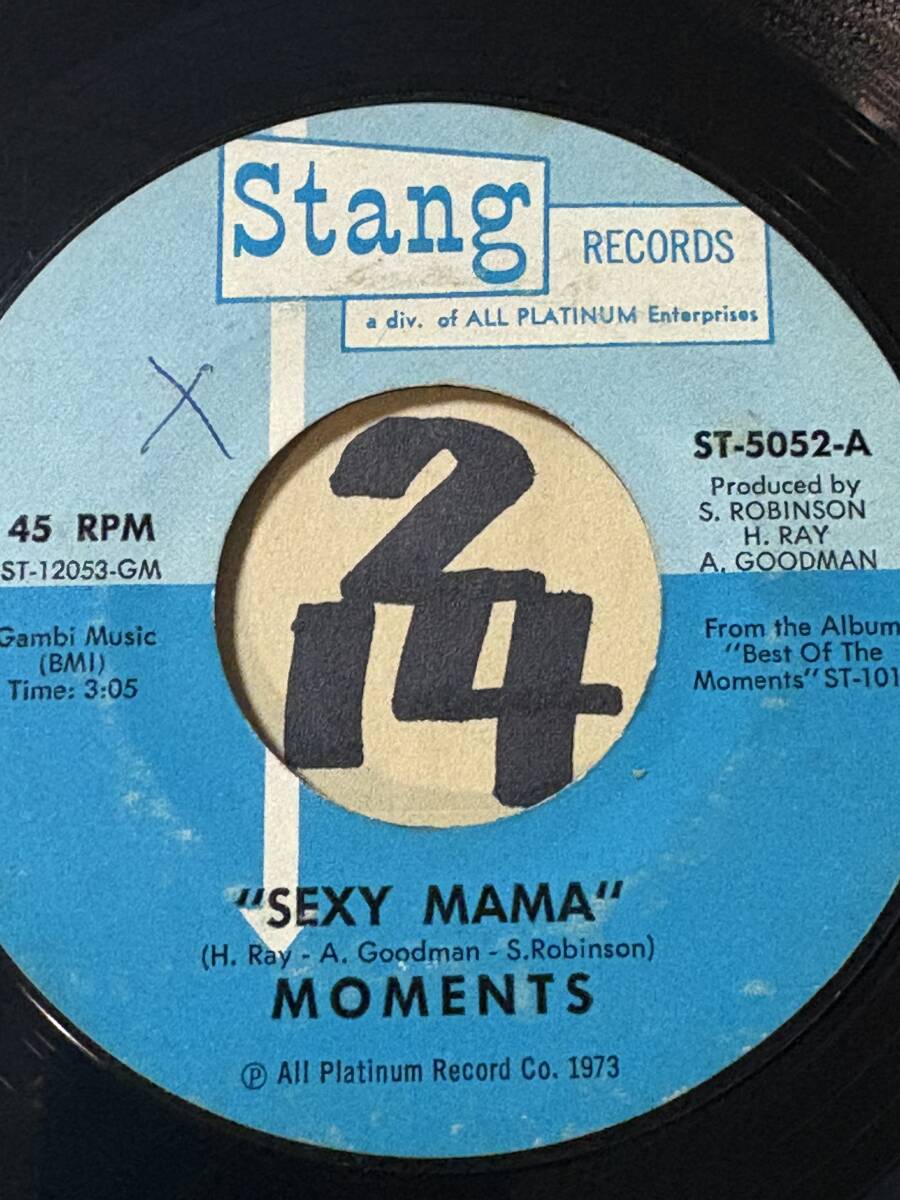 Stang
RECORDS
a div. of ALL PLATINUM Enterprises
X
ST-5052-A
Produced by
S. ROBINSON
H. RAY
A. GOODMAN
45 RPM
ST-12053-GM
Gambi Music
(BMI)
Time: 3:05
From the Album
"Best Of The
Moments" ST-101
2
14
"SEXY MAMA"
(H. Ray - A. Goodman - S.Robinson)
MOMENTS
℗ All Platinum Record Co. 1973